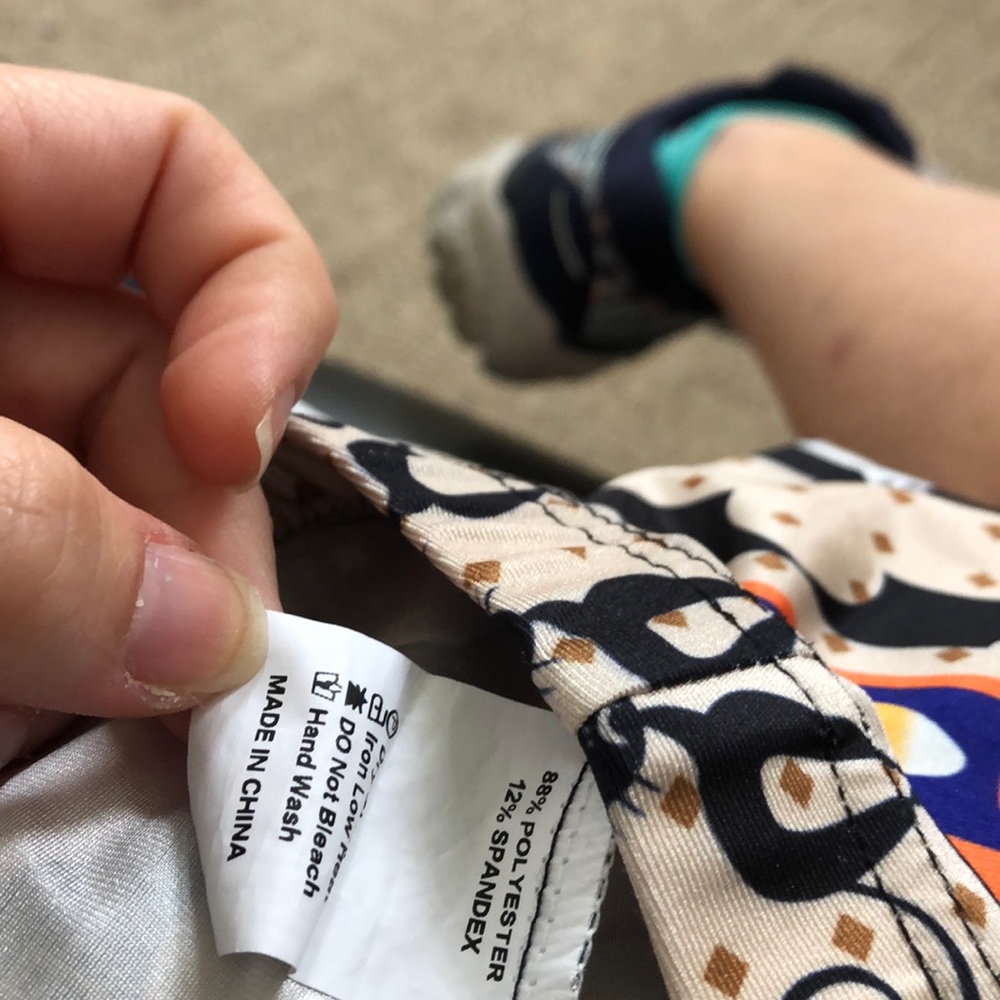 88% POLYESTER
12% SPANDEX
Iron Low
DO Not Bleach
Hand Wash
MADE IN CHINA